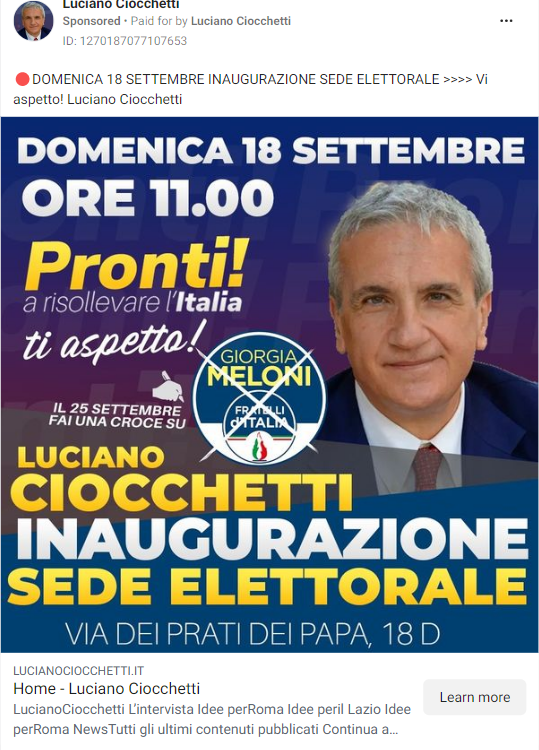 Luciano Ciocchetti
Sponsored • Paid for by Luciano Ciocchetti
ID: 1270187077107653
🔴DOMENICA 18 SETTEMBRE INAUGURAZIONE SEDE ELETTORALE >>>> Vi
aspetto! Luciano Ciocchetti
DOMENICA 18 SETTEMBRE
ORE 11.00
Pronti!
a risollevare l'Italia
ti aspetto!
GIORGIA
MELONI
FRATELLI
d'ITALIA
IL 25 SETTEMBRE
FAI UNA CROCE SU
LUCIANO
CIOCCHETTI
INAUGURAZIONE
SEDE ELETTORALE
VIA DEI PRATI DEI PAPA, 18 D
LUCIANOCIOCCHETTI.IT
Home - Luciano Ciocchetti
LucianoCiocchetti L'intervista Idee perRoma Idee peril Lazio Idee
perRoma NewsTutti gli ultimi contenuti pubblicati Continua a...
Learn more